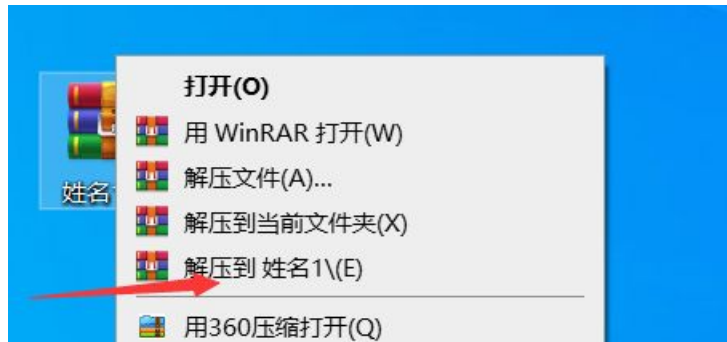 打开(O)
用 WinRAR 打开(W)
姓名
解压文件(A)...
解压到当前文件夹(X)
解压到 姓名1\(E)
用360压缩打开(Q)